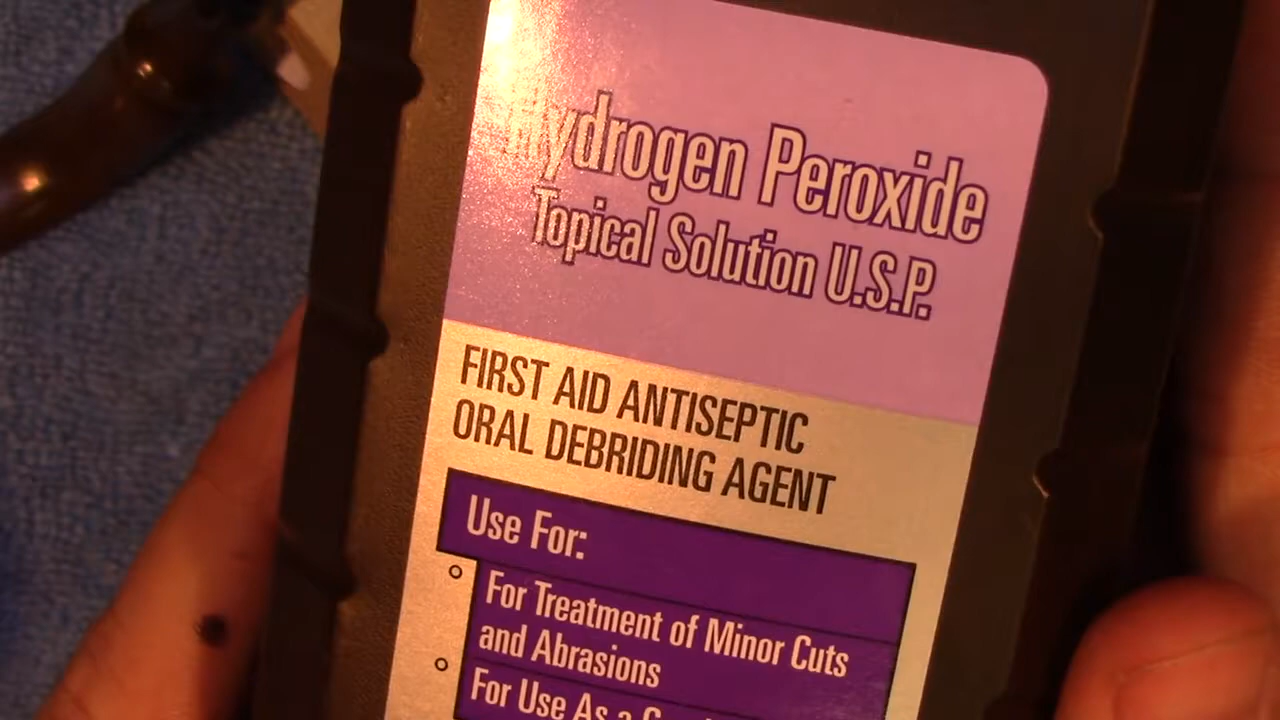 Hydrogen Peroxide
Topical Solution U.S.P.
FIRST AID ANTISEPTIC
ORAL DEBRIDING AGENT
Use For:
For Treatment of Minor Cuts
and Abrasions
For Use As a